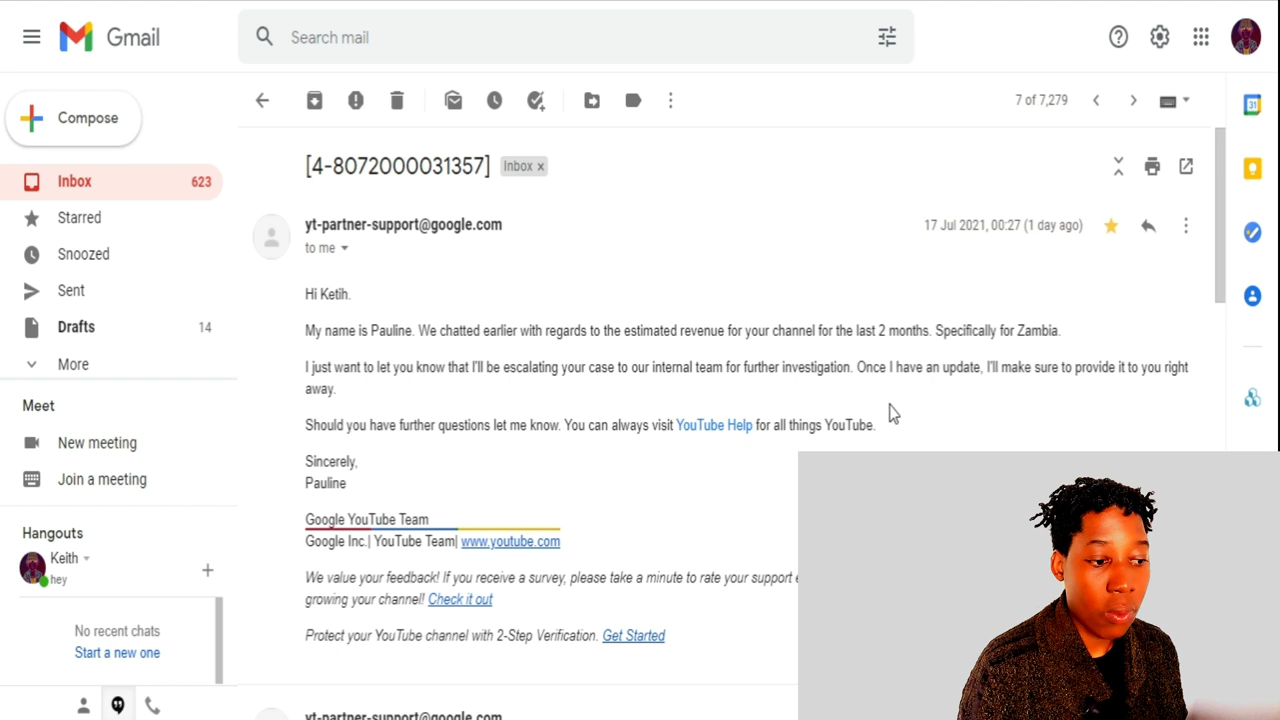 Gmail
Search mail
Compose
7 of 7,279
31
Inbox 623
Starred
Snoozed
Sent
Drafts 14
More
Meet
New meeting
Join a meeting
Hangouts
Keith
hey
No recent chats
Start a new one
[4-8072000031357] Inbox x
yt-partner-support@google.com 17 Jul 2021, 00:27 (1 day ago)
to me
Hi Ketih.
My name is Pauline. We chatted earlier with regards to the estimated revenue for your channel for the last 2 months. Specifically for Zambia.
I just want to let you know that I'll be escalating your case to our internal team for further investigation. Once I have an update, I'll make sure to provide it to you right
away.
Should you have further questions let me know. You can always visit YouTube Help for all things YouTube.
Sincerely,
Pauline
Google YouTube Team
Google Inc.| YouTube Team| www.youtube.com
We value your feedback! If you receive a survey, please take a minute to rate your support
growing your channel! Check it out
Protect your YouTube channel with 2-Step Verification. Get Started
yt-partner-support@google.com